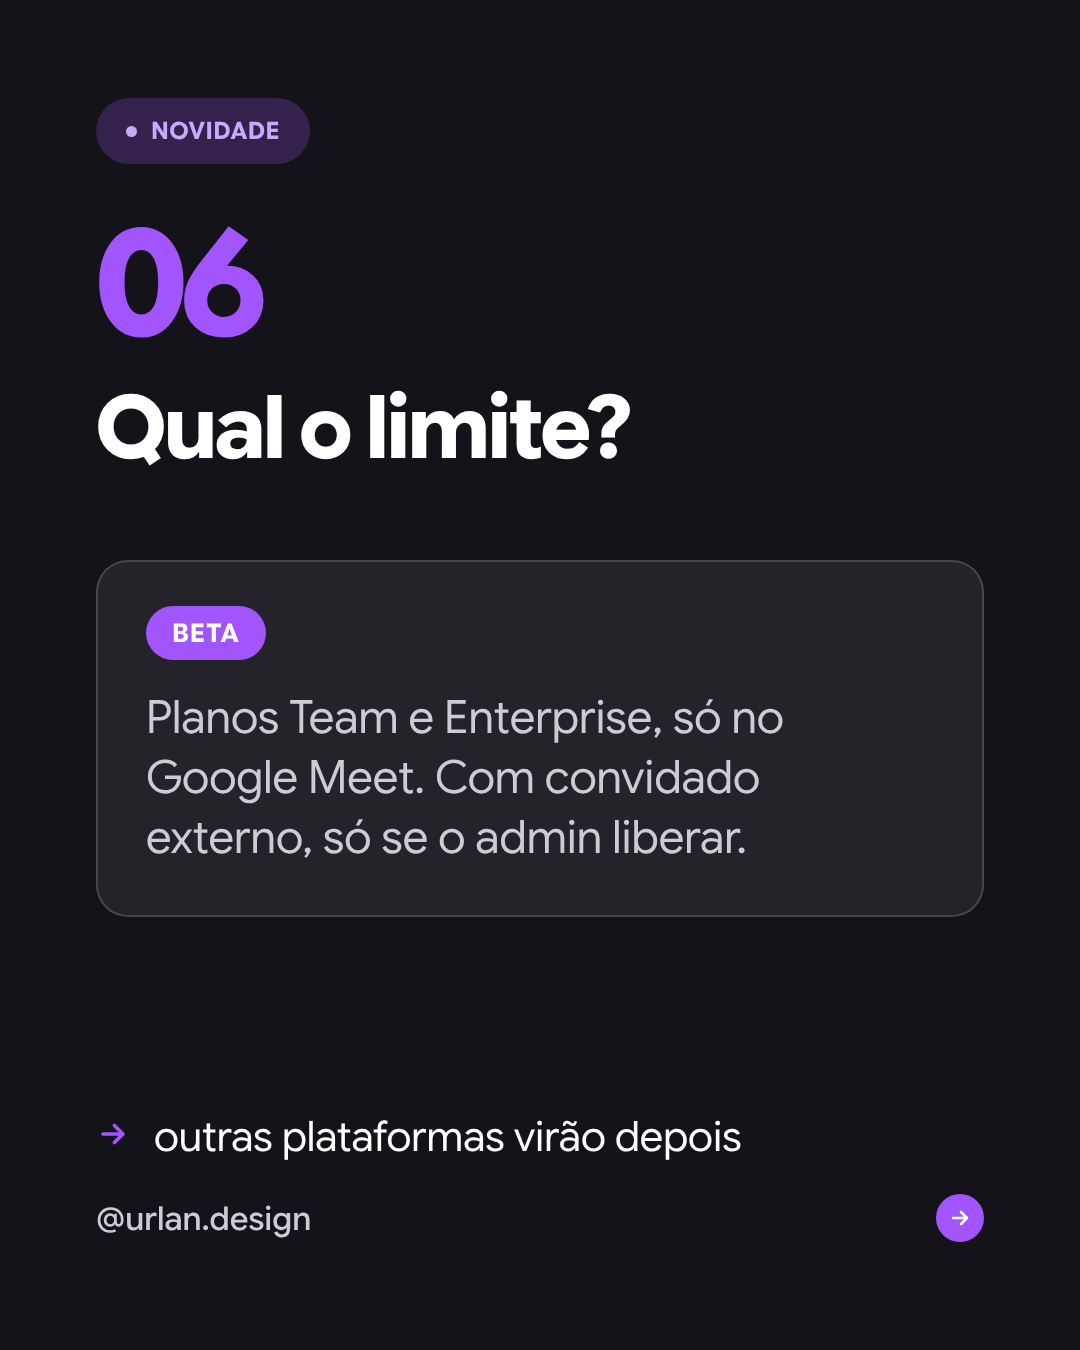 NOVIDADE
06
Qual o limite?
BETA
Planos Team e Enterprise, só no
Google Meet. Com convidado
externo, só se o admin liberar.
→ outras plataformas virão depois
@urlan.design